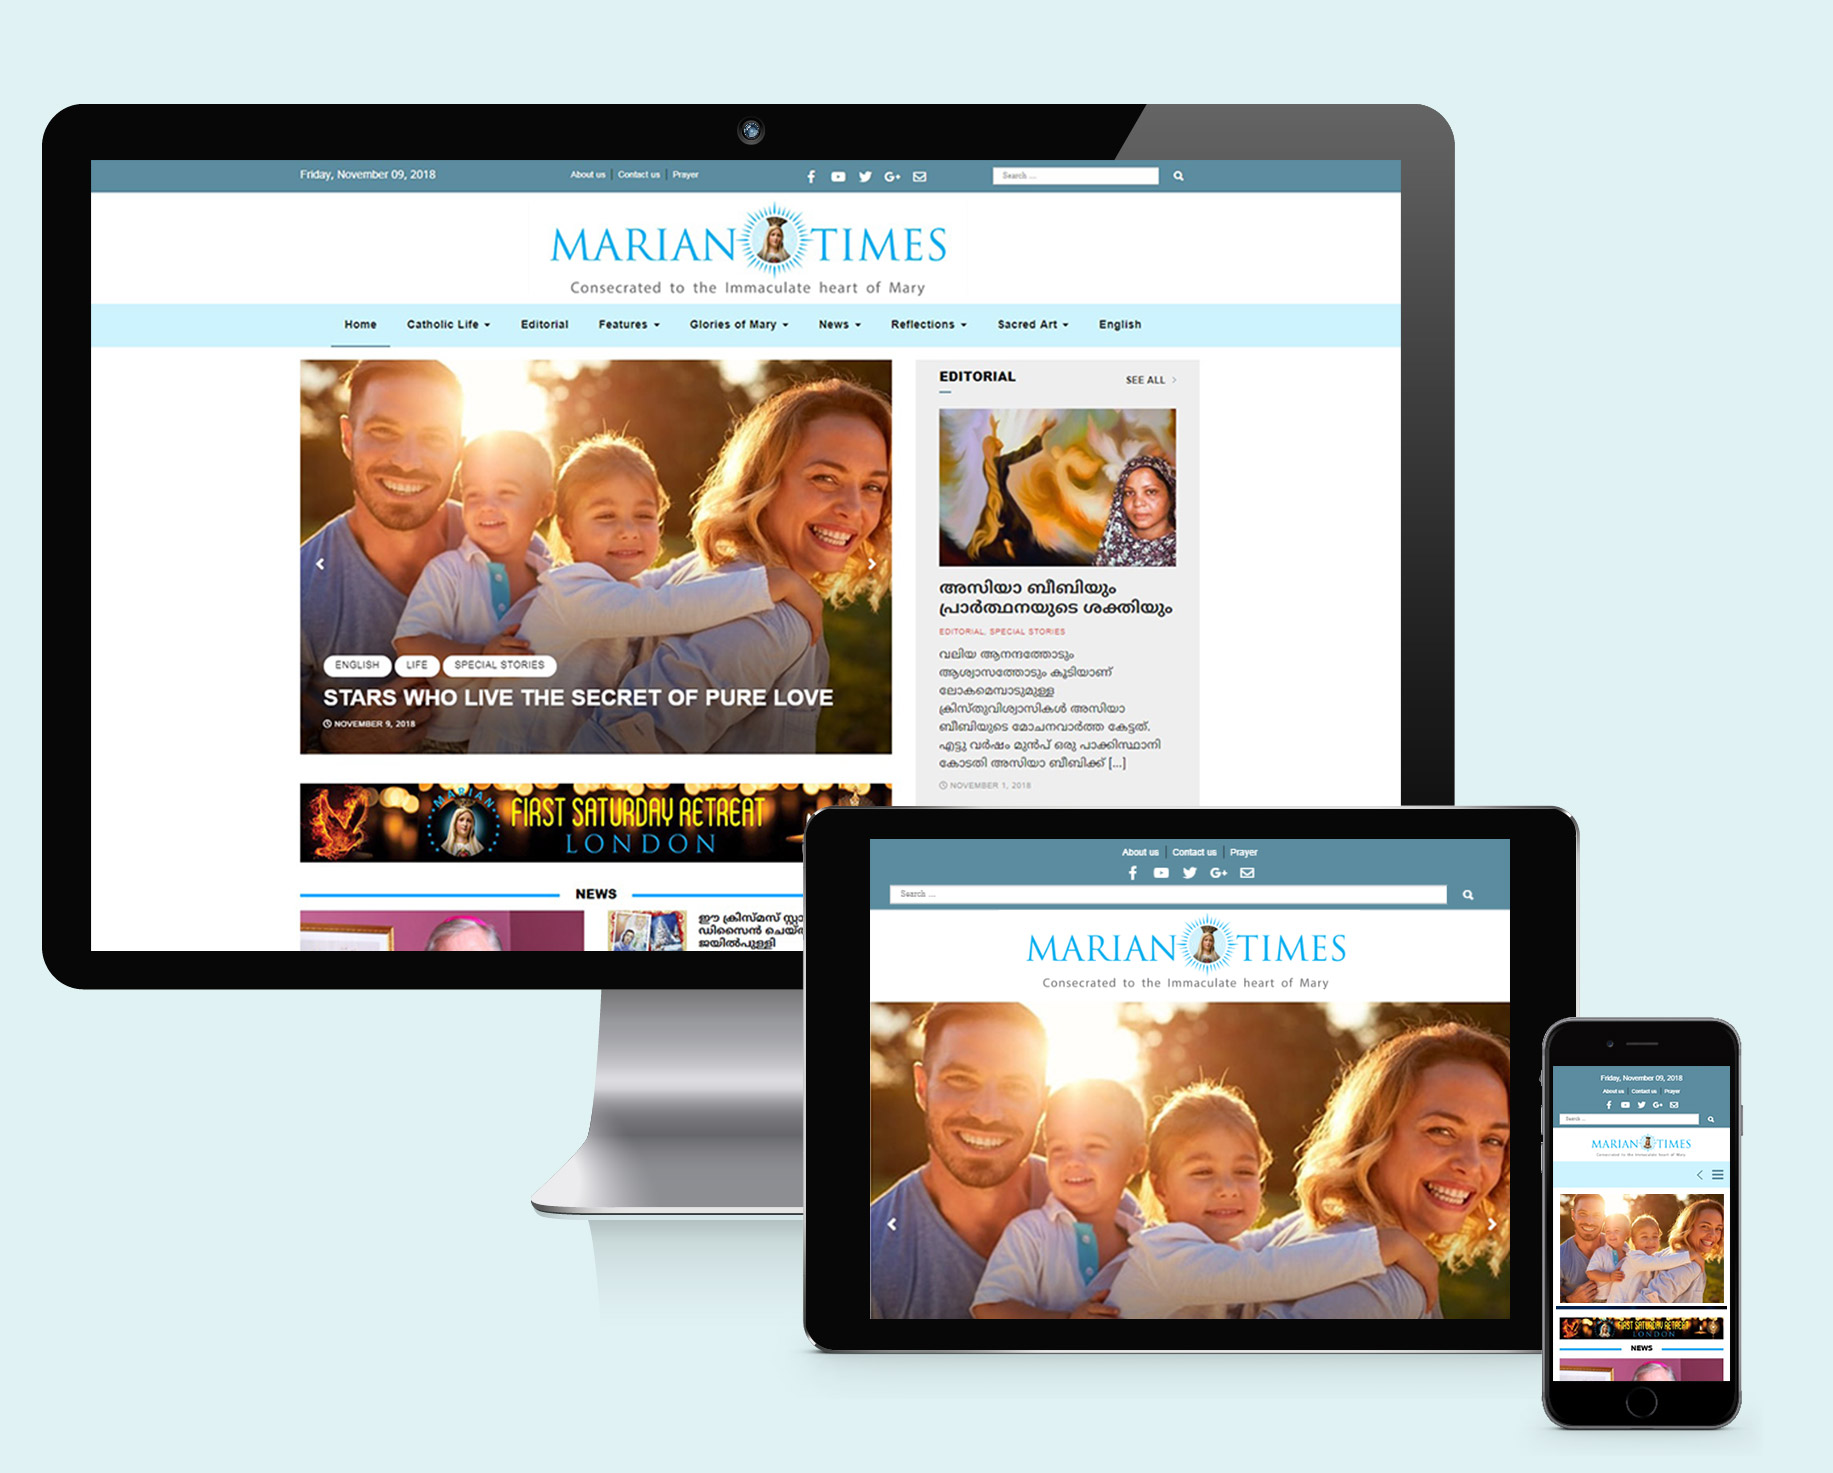 Friday, November 09, 2018
About us | Contact us | Prayer
Search ...
MARIAN TIMES
Consecrated to the Immaculate heart of Mary
Home
Catholic Life
Editorial
Features
Glories of Mary
News
Reflections
Sacred Art
English
ENGLISH
LIFE
SPECIAL STORIES
STARS WHO LIVE THE SECRET OF PURE LOVE
NOVEMBER 9, 2018
EDITORIAL
SEE ALL
അസിയാ ബീബിയും
പ്രാർത്ഥനയുടെ ശക്തിയും
EDITORIAL, SPECIAL STORIES
വലിയ ആനന്ദത്തോടും
ആശ്വാസത്തോടും കൂടിയാണ്
ലോകമെമ്പാടുമുള്ള
ക്രിസ്തുവിശ്വാസികൾ അസിയാ
ബീബിയുടെ മോചനവാർത്ത കേട്ടത്.
എട്ടു വർഷം മുൻപ് ഒരു പാക്കിസ്ഥാനി
കോടതി അസിയാ ബീബിക്ക് [...]
NOVEMBER 1, 2018
MARIAN
FIRST SATURDAY RETREAT
LONDON
NEWS
ഈ ക്രിസ്മസ് സ്റ്റാ
ഡിസൈൻ ചെയ്ത
ജയിൽപുള്ളി
About us | Contact us | Prayer
Search ...
MARIAN TIMES
Consecrated to the Immaculate heart of Mary
Friday, November 09, 2018
About us | Contact us | Prayer
Search ...
MARIAN TIMES
Consecrated to the Immaculate heart of Mary
FIRST SATURDAY RETREAT
LONDON
NEWS